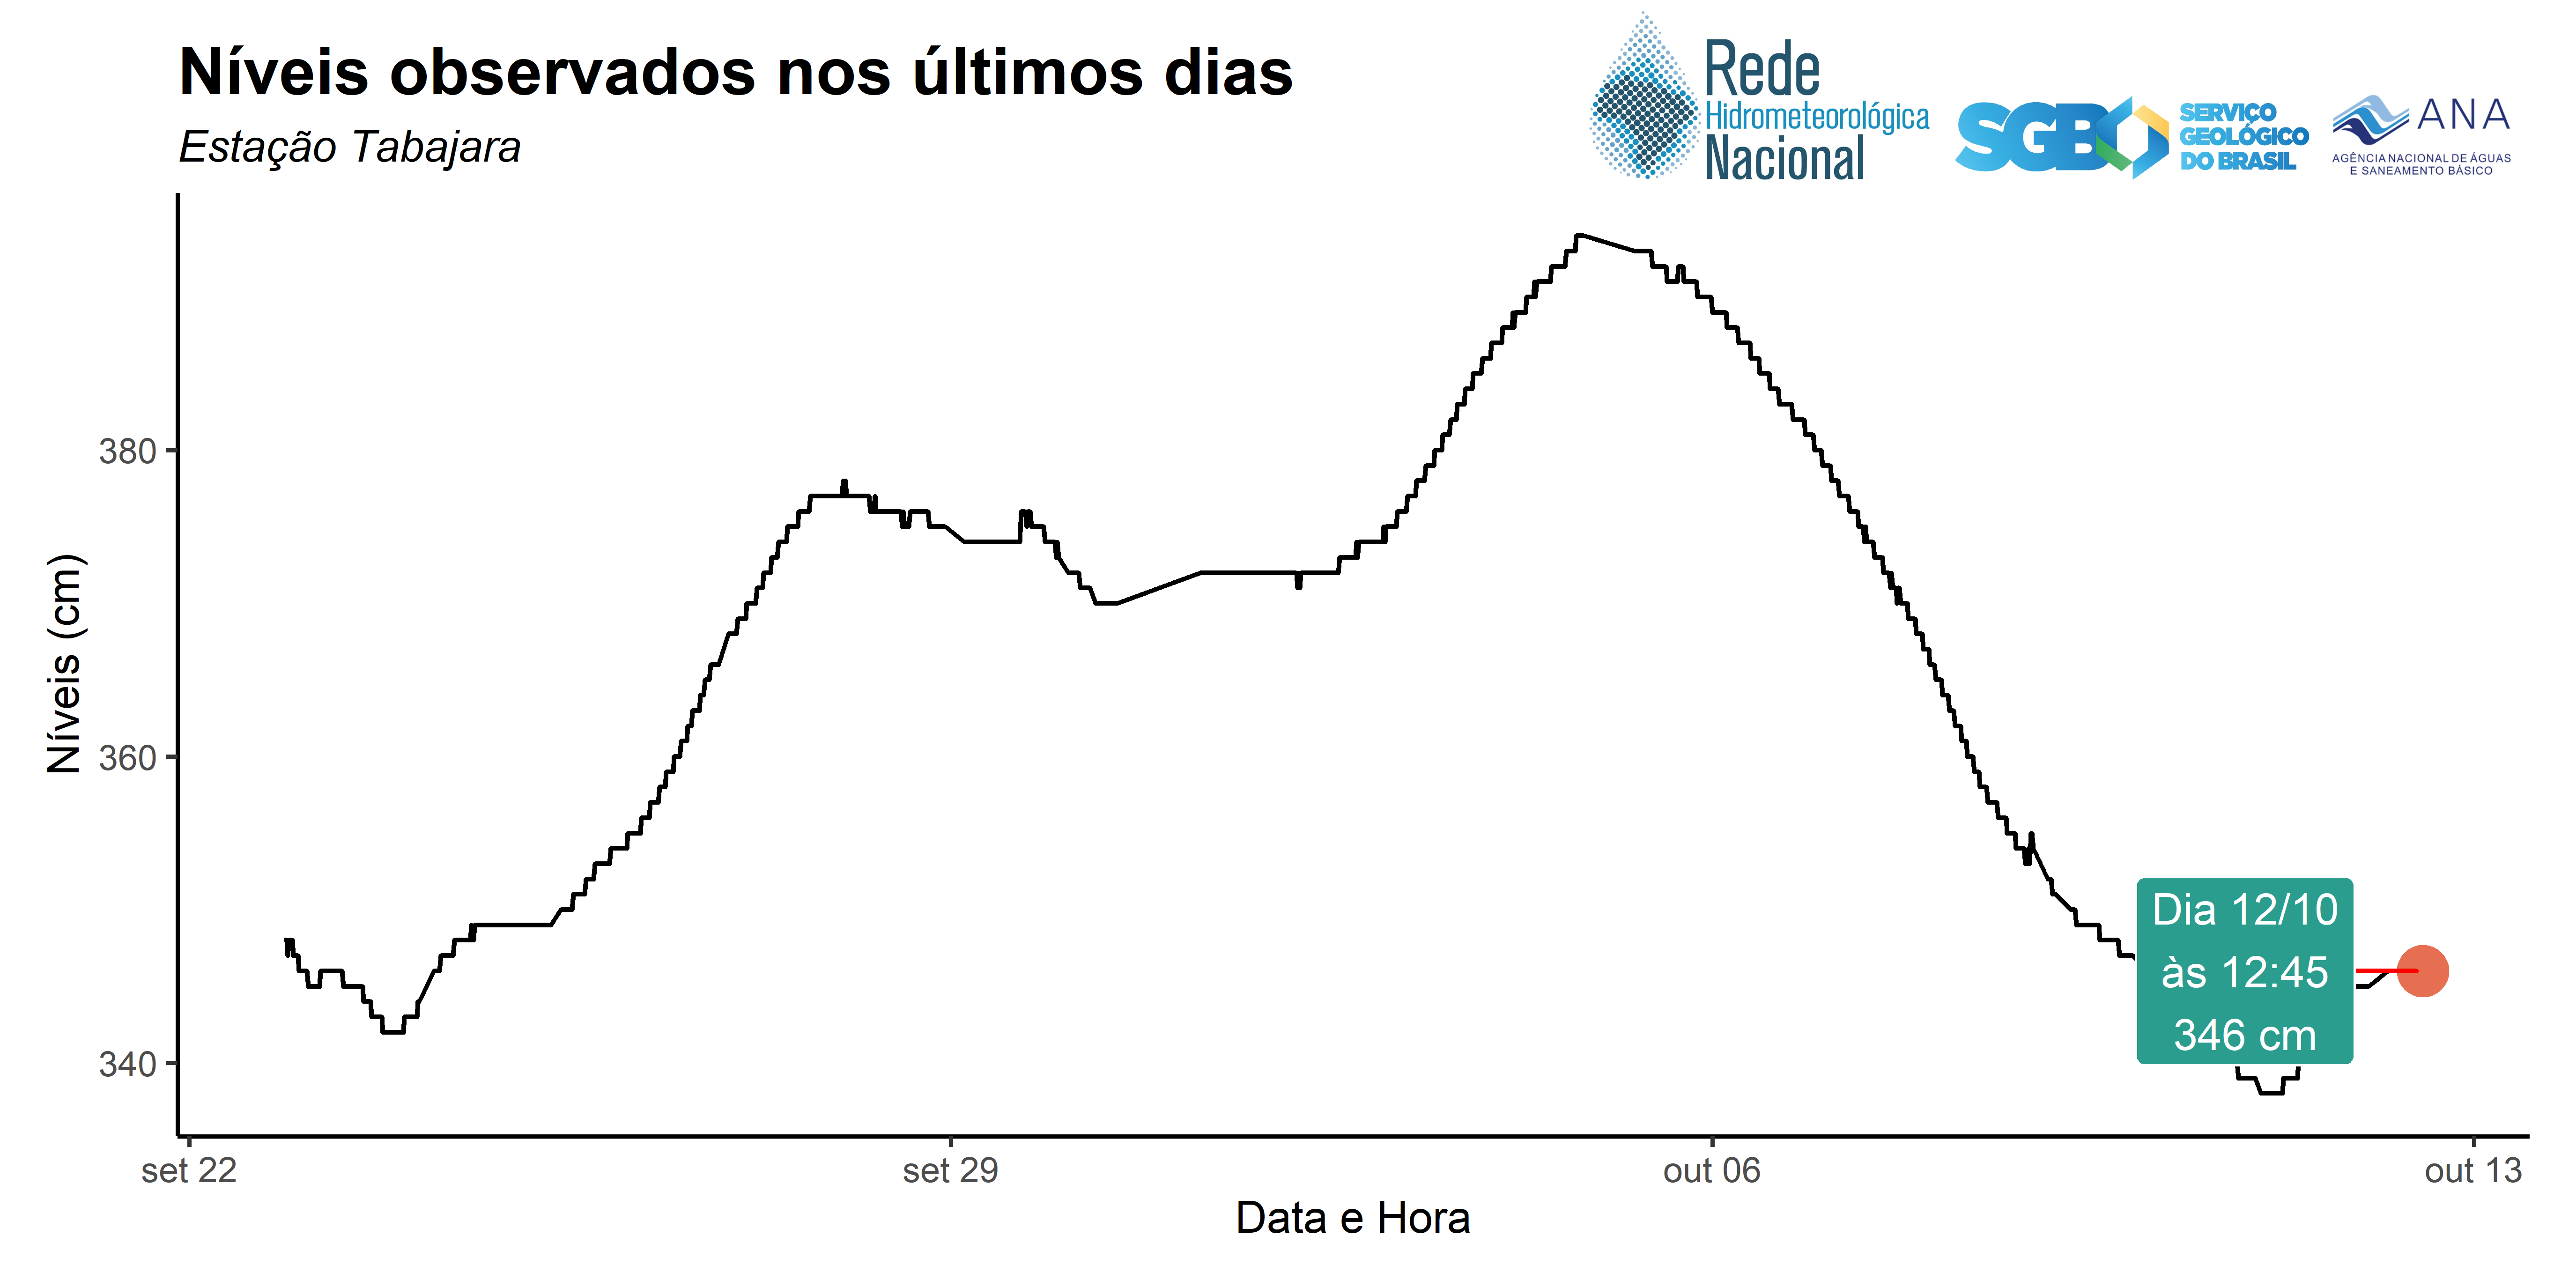 Níveis observados nos últimos dias
Estação Tabajara
Rede
Hidrometeorológica
Nacional
SGB
SERVIÇO
GEOLÓGICO
DO BRASIL
ANA
AGÊNCIA NACIONAL DE ÁGUAS
E SANEAMENTO BÁSICO
Níveis (cm)
380
360
340
Dia 12/10
às 12:45
346 cm
set 22
set 29
out 06
out 13
Data e Hora